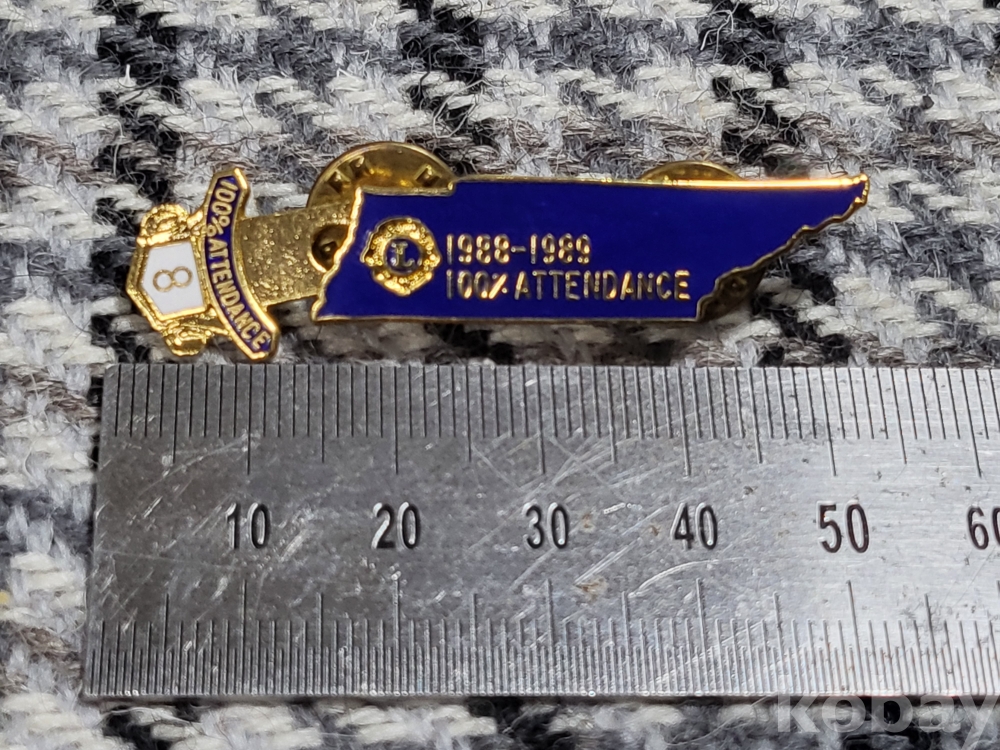 100% ATTENDANCE
8
L
1988-1989
100% ATTENDANCE
10 20 30 40 50 60
kobay